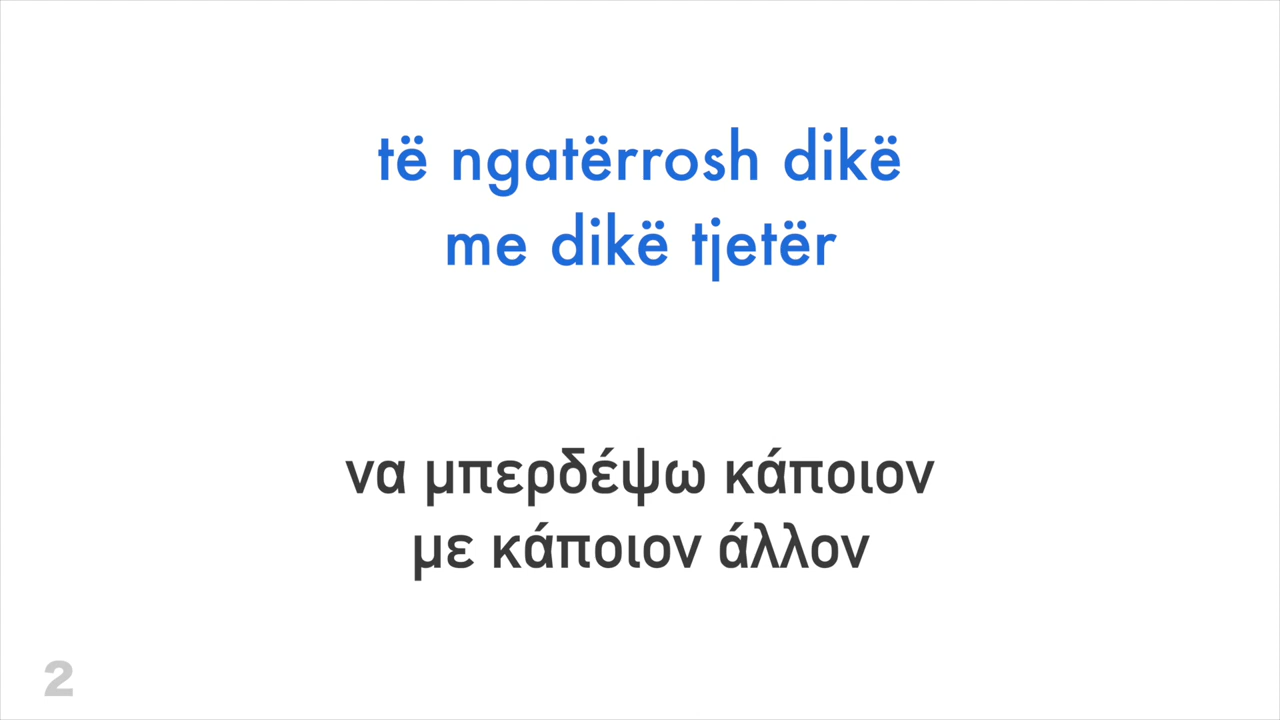 të ngatërrosh dikë
me dikë tjetër
να μπερδέψω κάποιον
με κάποιον άλλον
2